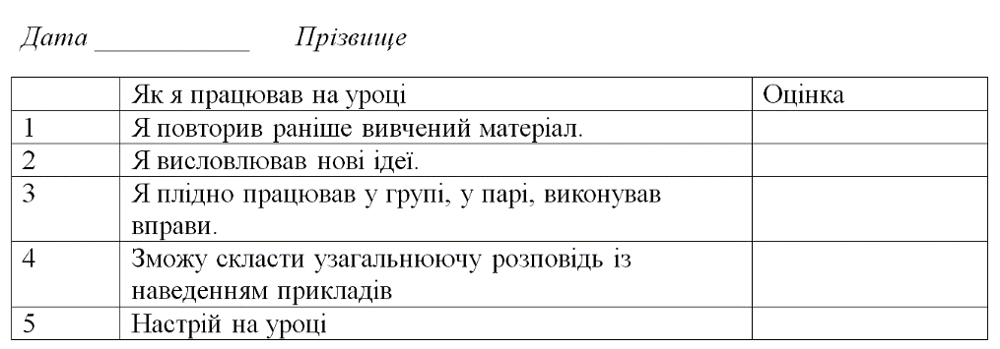 Дата ____________ Прізвище
Як я працював на уроці Оцінка
1 Я повторив раніше вивчений матеріал.
2 Я висловлював нові ідеї.
3 Я плідно працював у групі, у парі, виконував
вправи.
4 Зможу скласти узагальнюючу розповідь із
наведенням прикладів
5 Настрій на уроці